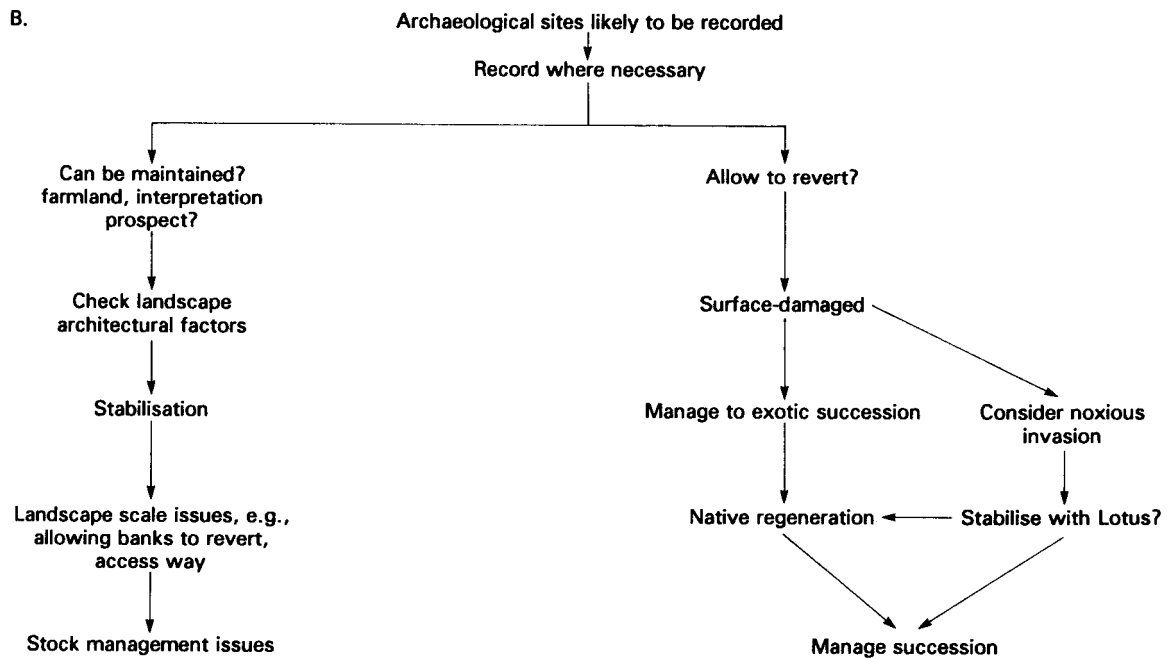 B.
Archaeological sites likely to be recorded
Record where necessary
Can be maintained?
farmland, interpretation
prospect?
Allow to revert?
Check landscape
architectural factors
Surface-damaged
Stabilisation
Manage to exotic succession
Consider noxious
invasion
Landscape scale issues, e.g.,
allowing banks to revert,
access way
Native regeneration
Stabilise with Lotus?
Stock management issues
Manage succession